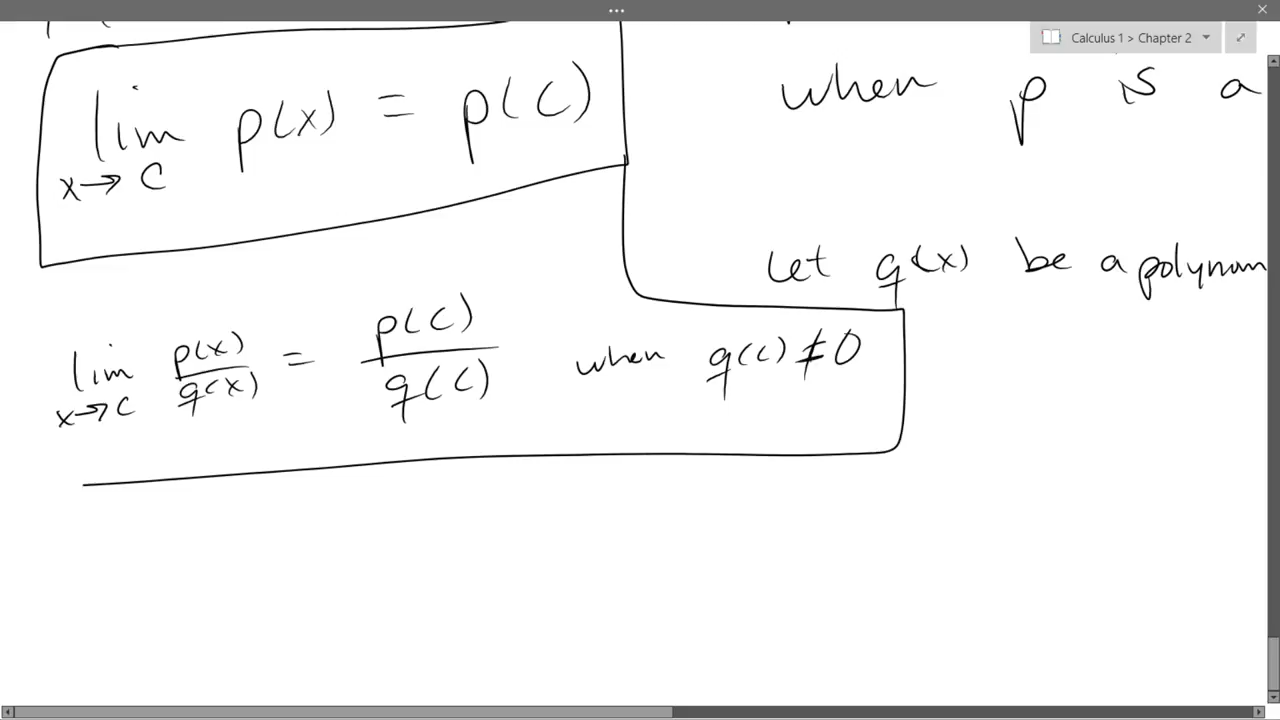 Calculus 1 > Chapter 2
lim p(x) = p(c)
x→c
when p is a
Let q(x) be a polynom
lim p(x)/q(x) = p(c)/q(c) when q(c) ≠ 0
x→c